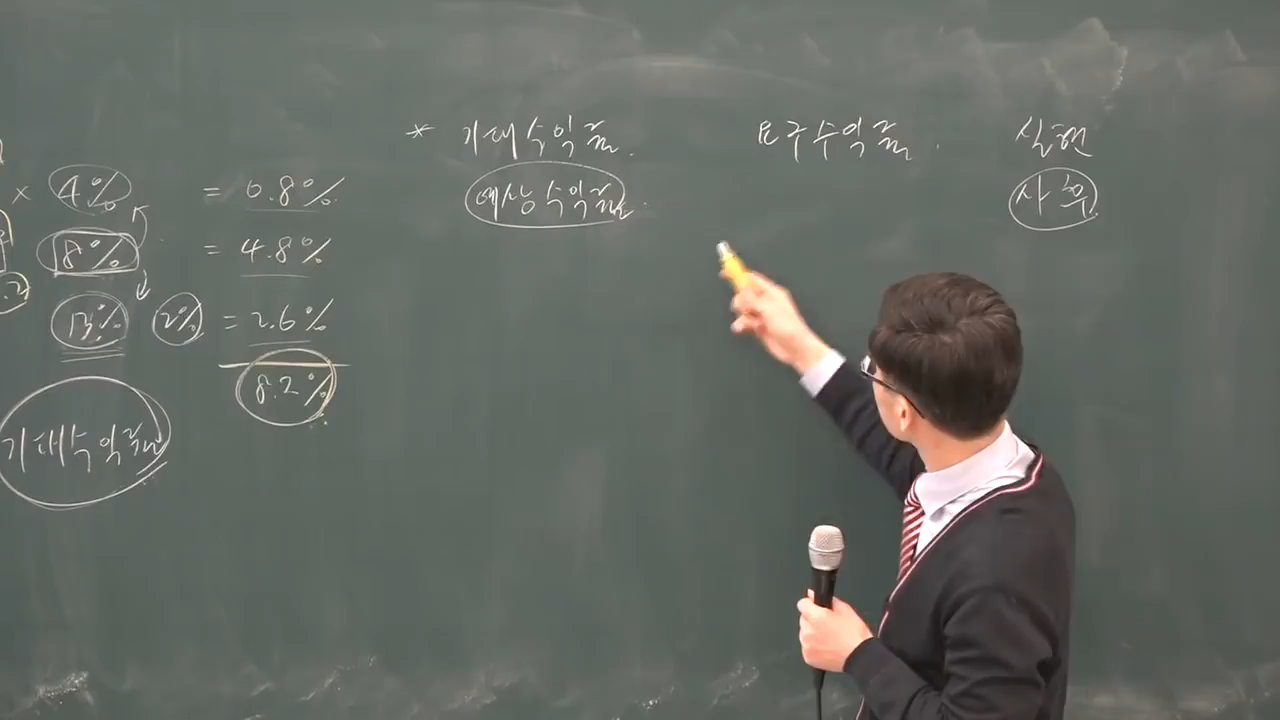 × 4% = 0.8%
8% = 4.8%
.2
13% 2% = 2.6%
8.2%
기대수익률
* 기대수익률. 요구수익률. 실현
예상수익률. 사후